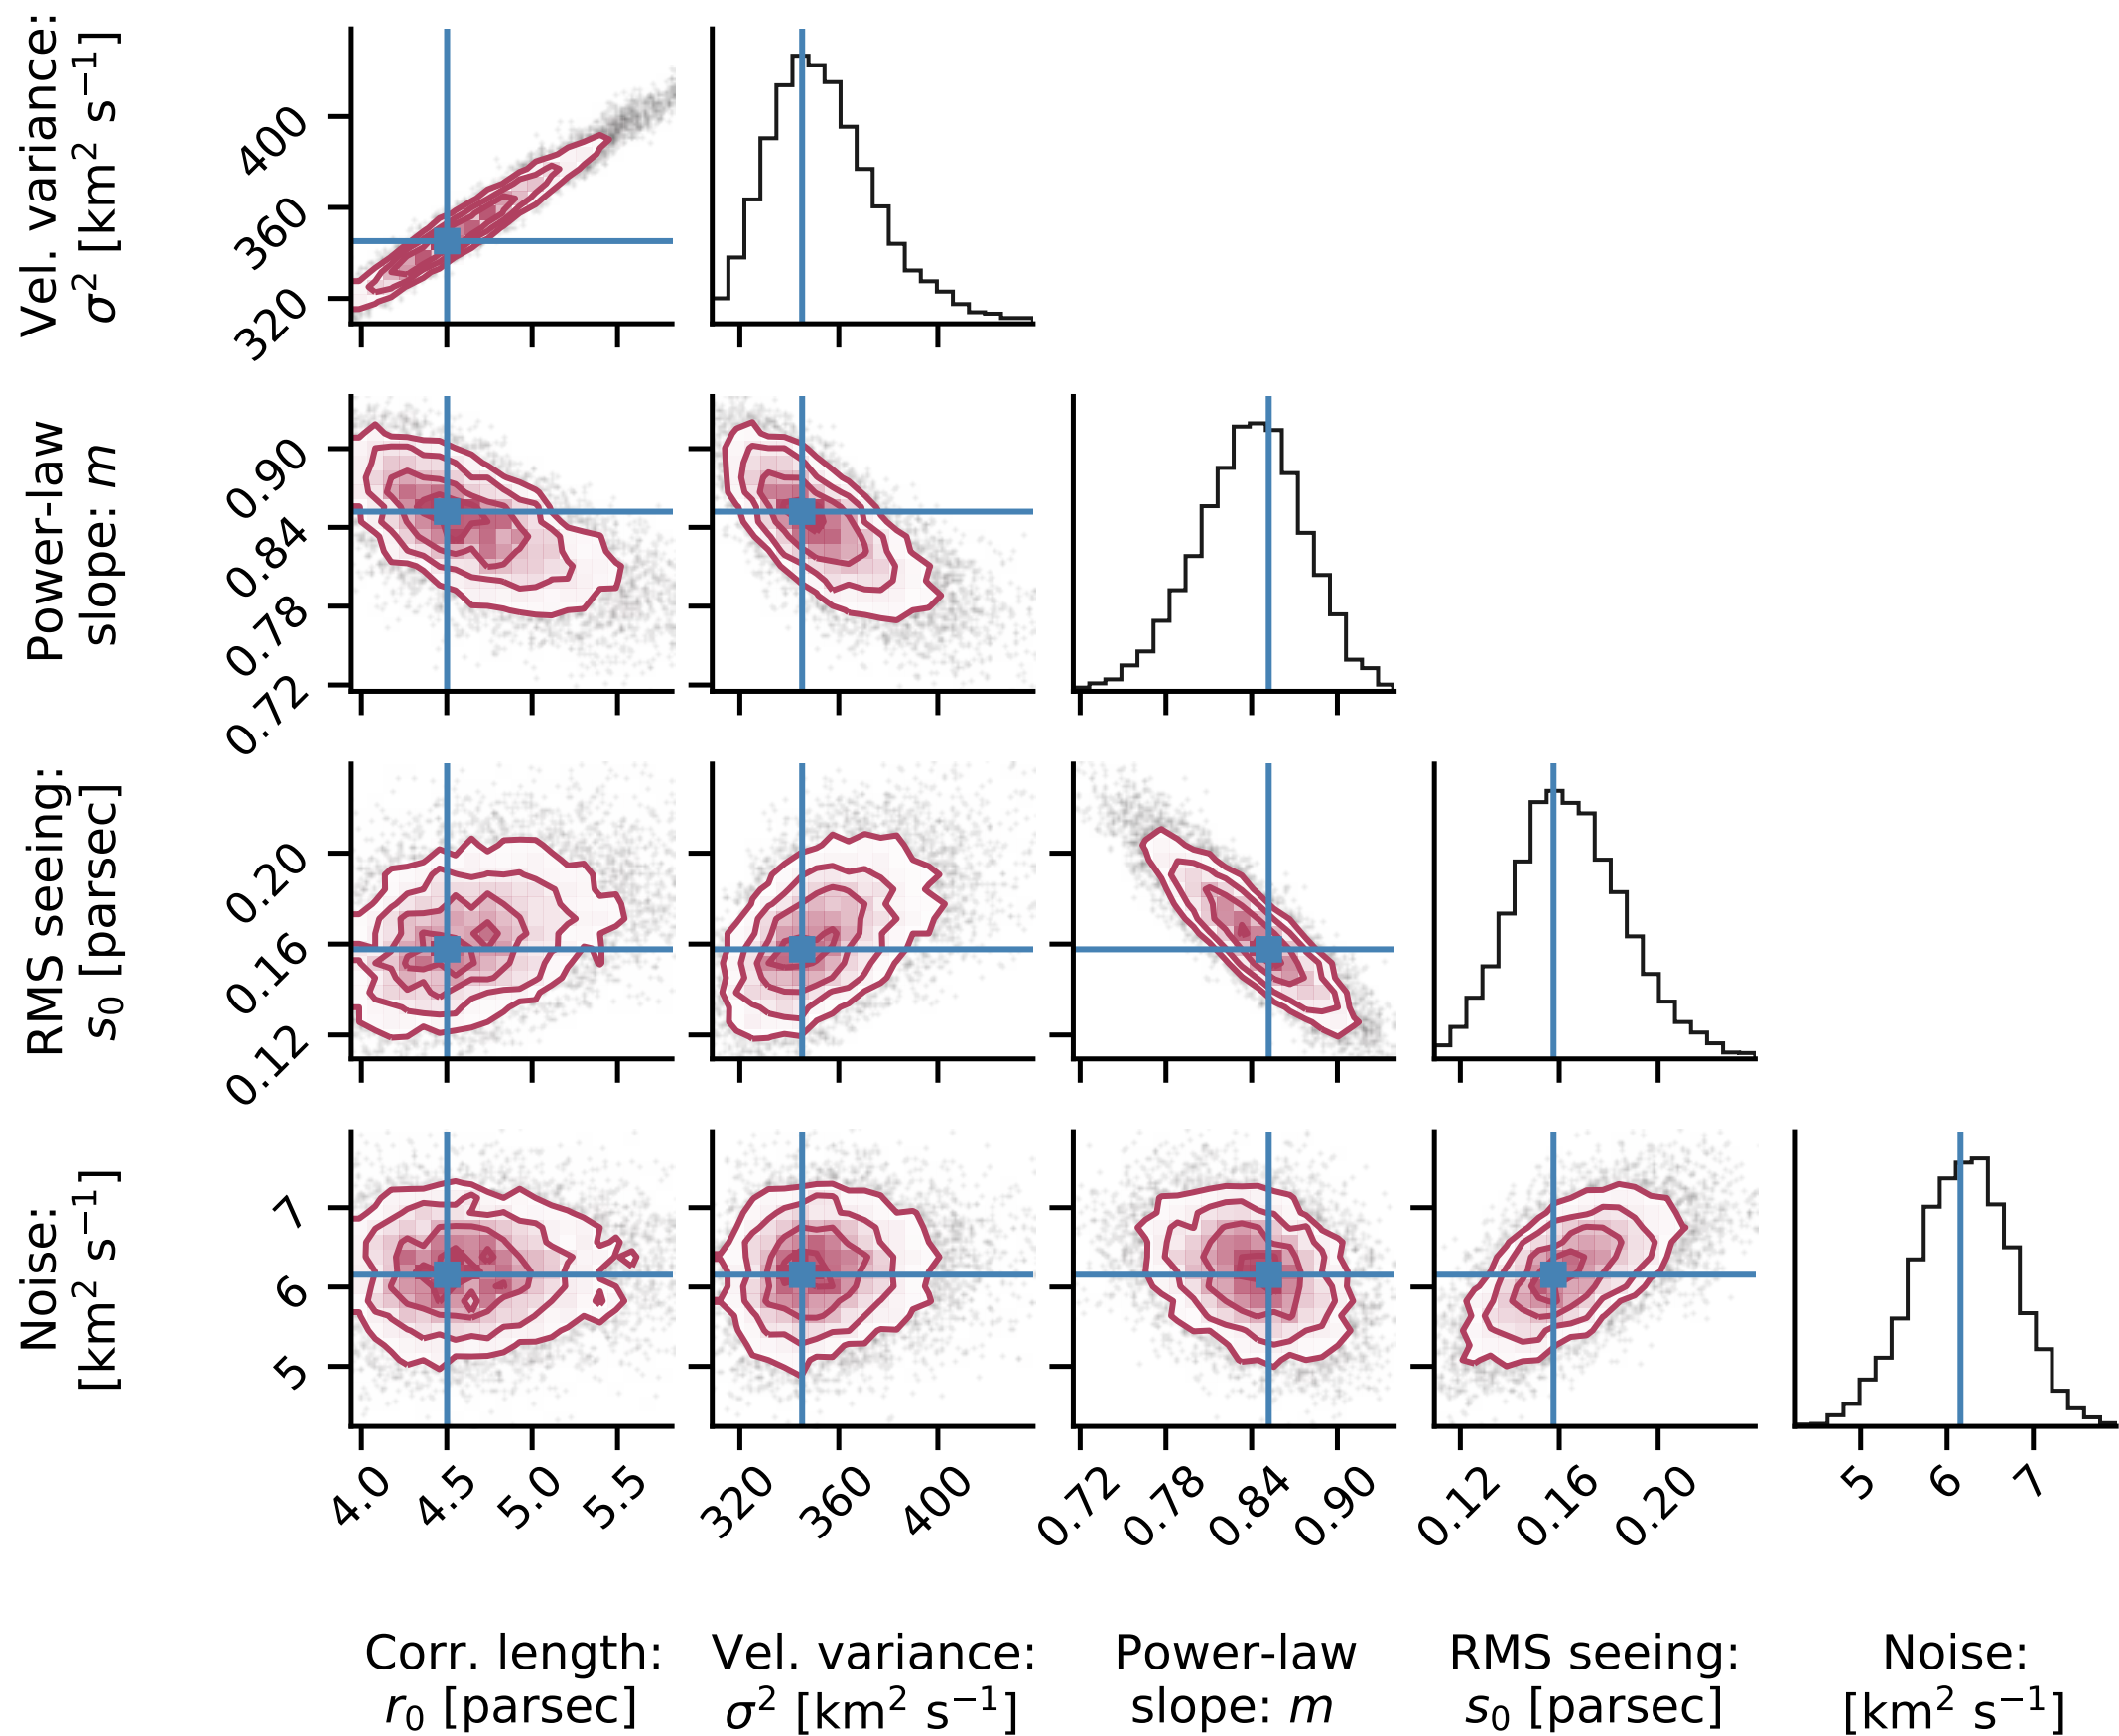 Vel. variance:
σ² [km² s⁻¹]
400
360
320
Power-law
slope: m
0.90
0.84
0.78
0.72
RMS seeing:
s₀ [parsec]
0.20
0.16
0.12
Noise:
[km² s⁻¹]
7
6
5
4.0 4.5 5.0 5.5 320 360 400 0.72 0.78 0.84 0.90 0.12 0.16 0.20 5 6 7
Corr. length: Vel. variance: Power-law RMS seeing: Noise:
r₀ [parsec] σ² [km² s⁻¹] slope: m s₀ [parsec] [km² s⁻¹]